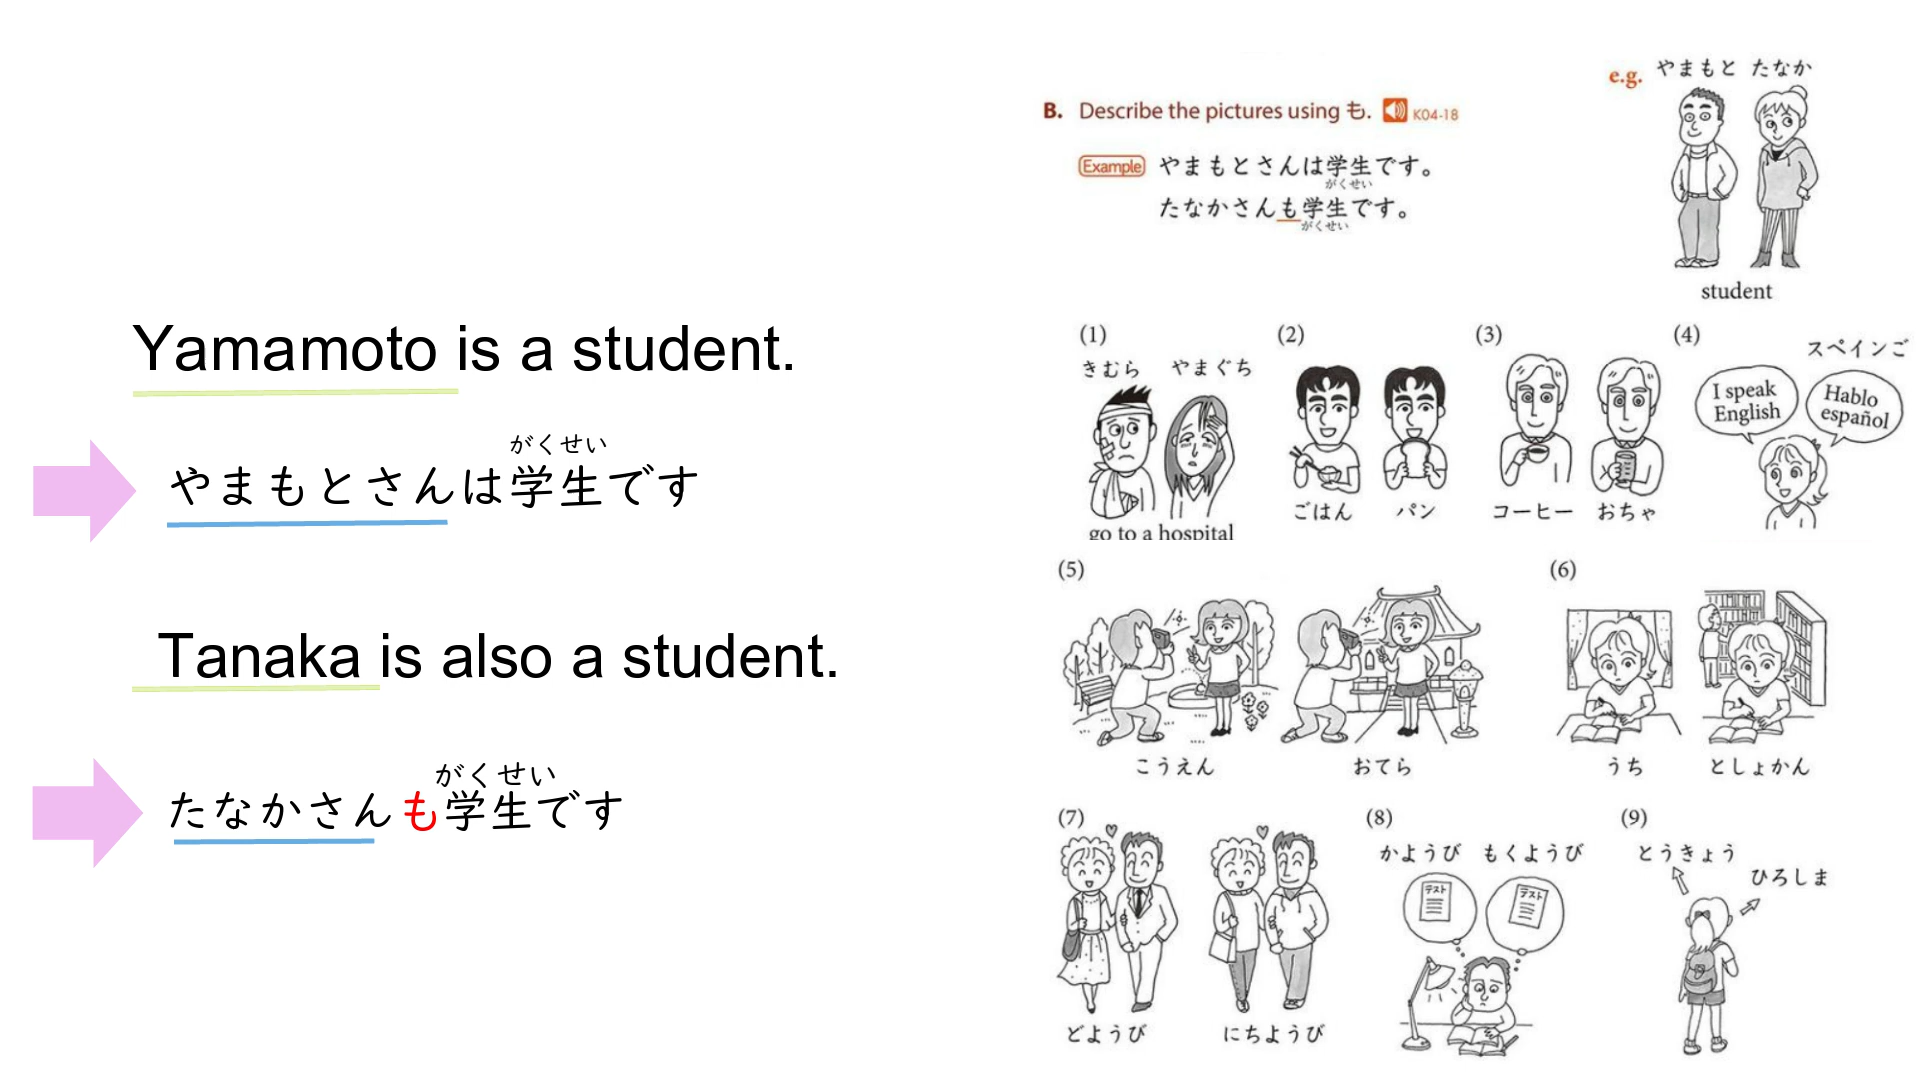 Yamamoto is a student.
がくせい
やまもとさんは学生です
Tanaka is also a student.
がくせい
たなかさんも学生です
B. Describe the pictures using も. K04-18
Example やまもとさんは学生です。
がくせい
たなかさんも学生です。
がくせい
e.g. やまもと たなか
student
(1)
きむら やまぐち
go to a hospital
(2)
ごはん パン
(3)
コーヒー おちゃ
(4)
スペインご
I speak
English
Hablo
español
(5)
こうえん おてら
(6)
うち としょかん
(7)
どようび にちようび
(8)
かようび もくようび
テスト テスト
(9)
とうきょう
ひろしま